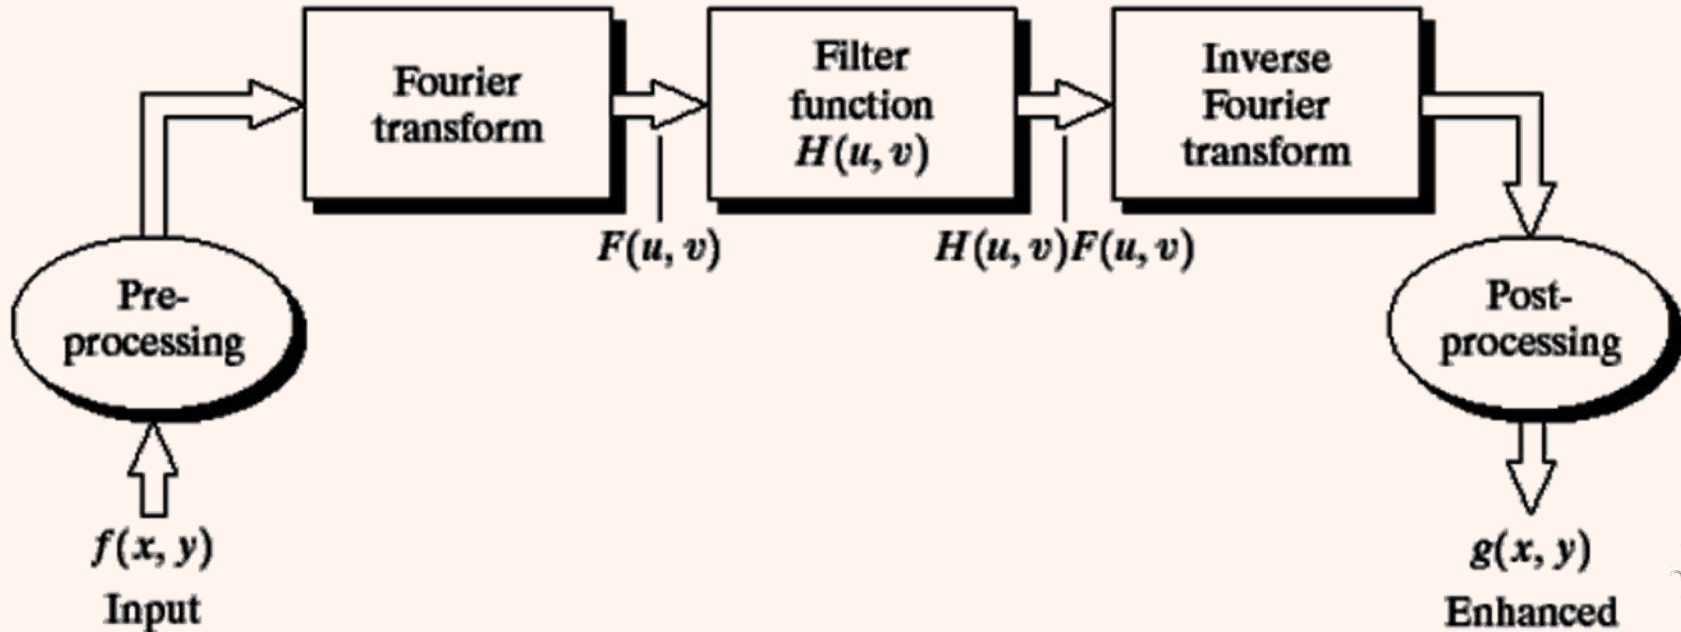 Fourier
transform
Filter
function
H(u, v)
Inverse
Fourier
transform
F(u, v)
H(u, v)F(u, v)
Pre-
processing
Post-
processing
f(x, y)
Input
g(x, y)
Enhanced